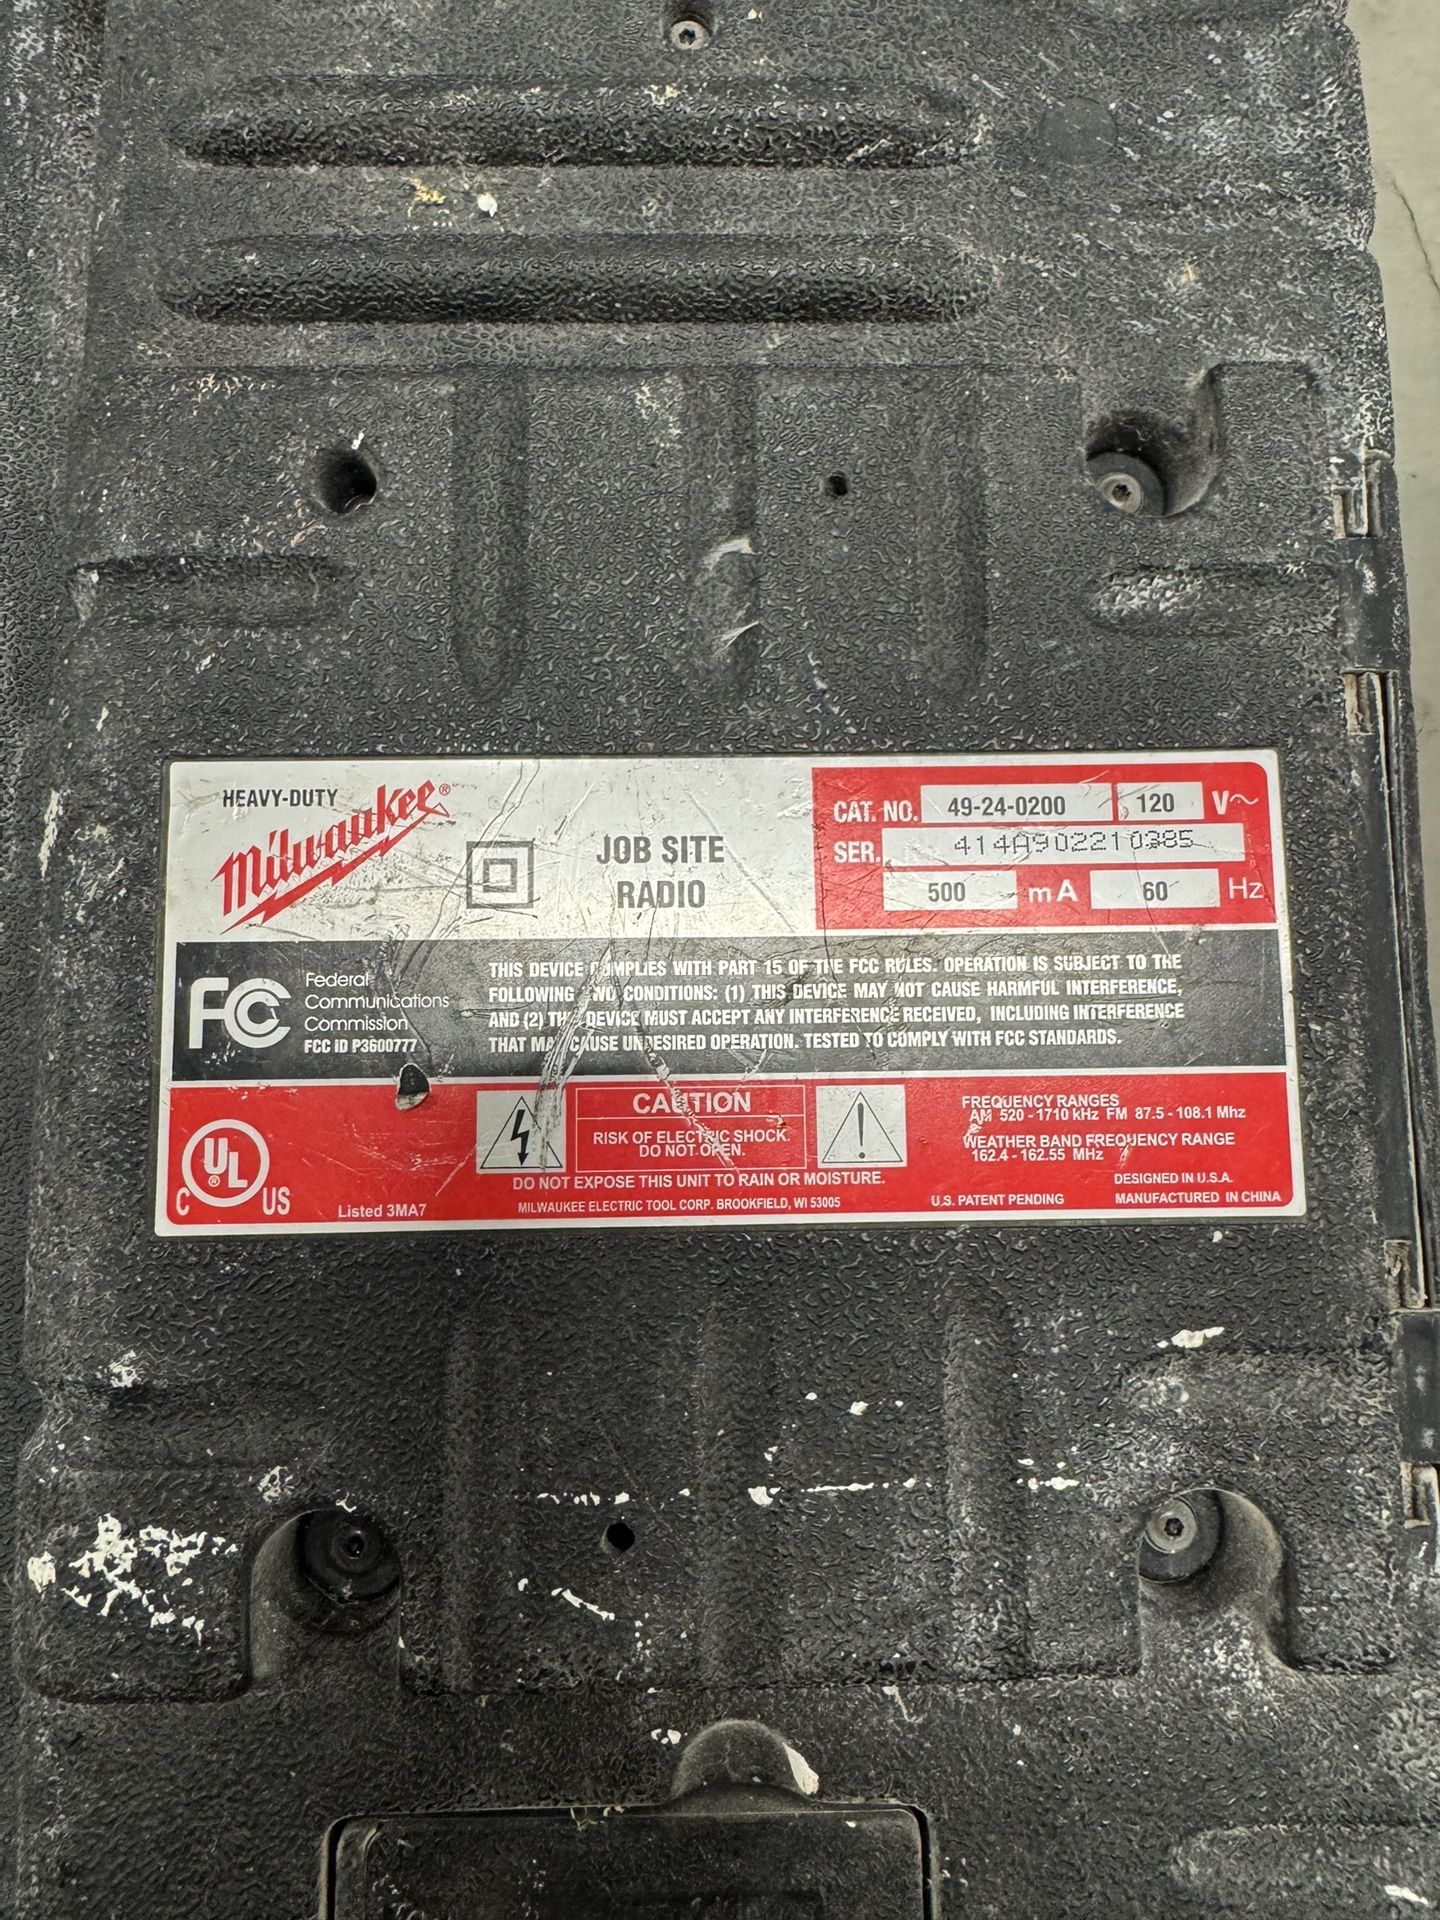 HEAVY-DUTY
Milwaukee®
JOB SITE
RADIO
CAT. NO. 49-24-0200 120 V~
SER. 414A902210385
500 mA 60 Hz
FC Federal
Communications
Commission
FCC ID P3600777
THIS DEVICE COMPLIES WITH PART 15 OF THE FCC RULES. OPERATION IS SUBJECT TO THE
FOLLOWING TWO CONDITIONS: (1) THIS DEVICE MAY NOT CAUSE HARMFUL INTERFERENCE,
AND (2) THE DEVICE MUST ACCEPT ANY INTERFERENCE RECEIVED, INCLUDING INTERFERENCE
THAT MAY CAUSE UNDESIRED OPERATION. TESTED TO COMPLY WITH FCC STANDARDS.
C UL® US
Listed 3MA7
CAUTION
RISK OF ELECTRIC SHOCK.
DO NOT OPEN.
!
DO NOT EXPOSE THIS UNIT TO RAIN OR MOISTURE.
MILWAUKEE ELECTRIC TOOL CORP. BROOKFIELD, WI 53005
FREQUENCY RANGES
AM 520 - 1710 kHz FM 87.5 - 108.1 Mhz
WEATHER BAND FREQUENCY RANGE
162.4 - 162.55 MHz
U.S. PATENT PENDING
DESIGNED IN U.S.A.
MANUFACTURED IN CHINA